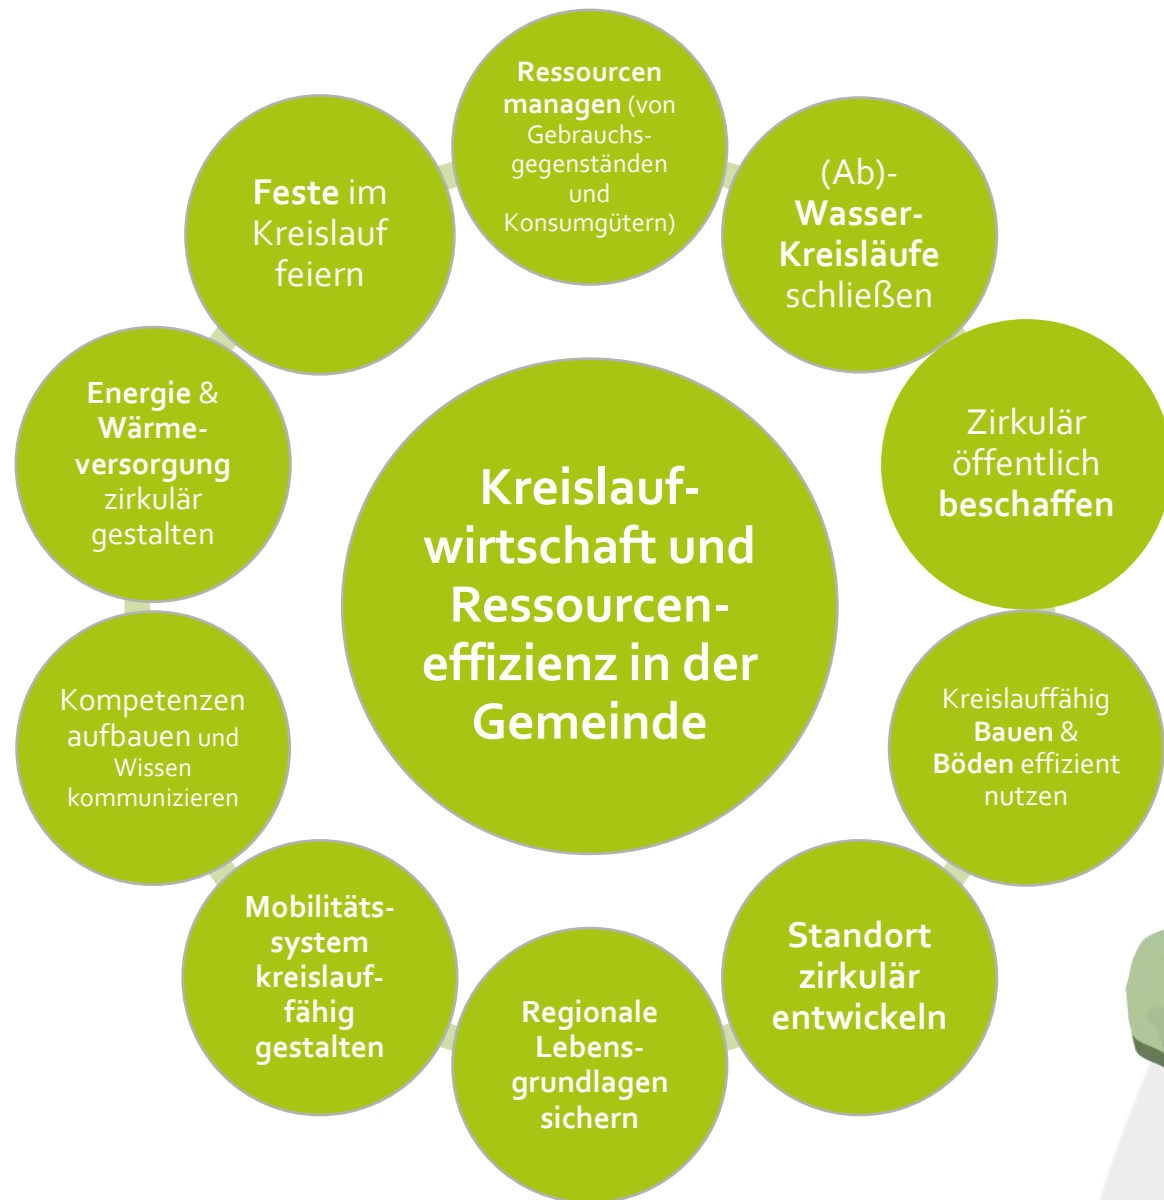 Ressourcen
managen (von
Gebrauchs-
gegenständen
und
Konsumgütern)
(Ab)-
Wasser-
Kreisläufe
schließen
Zirkulär
öffentlich
beschaffen
Kreislauffähig
Bauen &
Böden effizient
nutzen
Standort
zirkulär
entwickeln
Regionale
Lebens-
grundlagen
sichern
Mobilitäts-
system
kreislauf-
fähig
gestalten
Kompetenzen
aufbauen und
Wissen
kommunizieren
Energie &
Wärme-
versorgung
zirkulär
gestalten
Feste im
Kreislauf
feiern
Kreislauf-
wirtschaft und
Ressourcen-
effizienz in der
Gemeinde